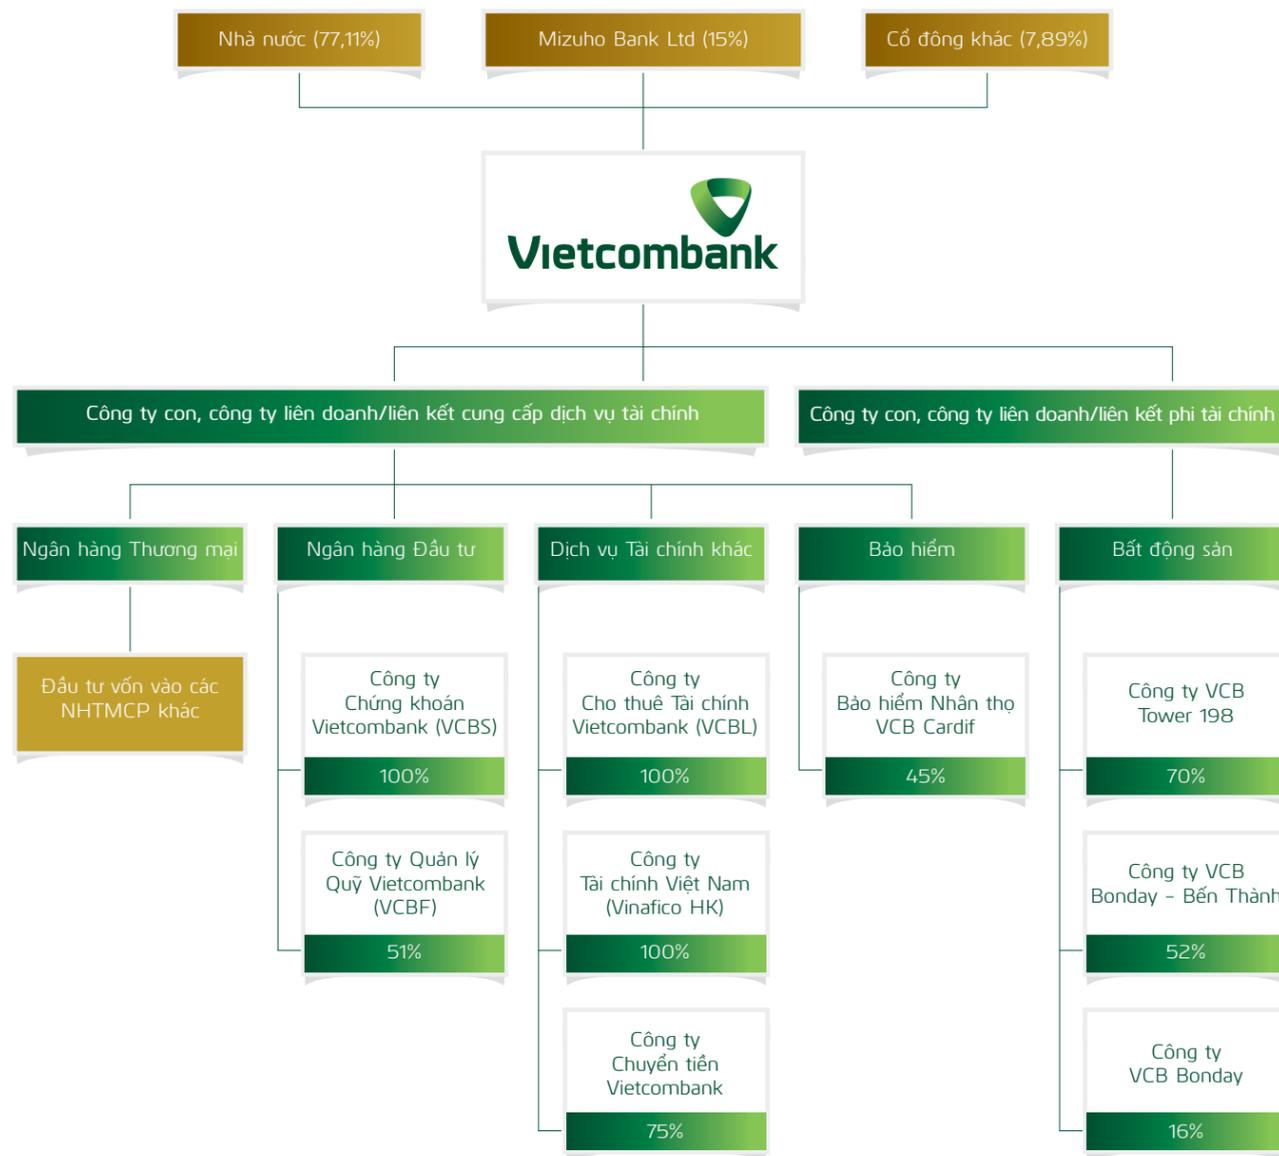 Nhà nước (77,11%)
Mizuho Bank Ltd (15%)
Cổ đông khác (7,89%)
Vietcombank
Công ty con, công ty liên doanh/liên kết cung cấp dịch vụ tài chính
Công ty con, công ty liên doanh/liên kết phi tài chính
Ngân hàng Thương mại
Ngân hàng Đầu tư
Dịch vụ Tài chính khác
Bảo hiểm
Bất động sản
Đầu tư vốn vào các
NHTMCP khác
Công ty
Chứng khoán
Vietcombank (VCBS)
100%
Công ty
Cho thuê Tài chính
Vietcombank (VCBL)
100%
Công ty
Bảo hiểm Nhân thọ
VCB Cardif
45%
Công ty VCB
Tower 198
70%
Công ty Quản lý
Quỹ Vietcombank
(VCBF)
51%
Công ty
Tài chính Việt Nam
(Vinafico HK)
100%
Công ty VCB
Bonday – Bến Thành
52%
Công ty
Chuyển tiền
Vietcombank
75%
Công ty
VCB Bonday
16%